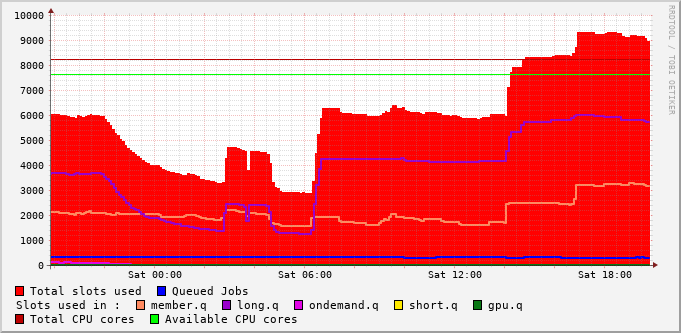 10000
9000
8000
7000
6000
5000
4000
3000
2000
1000
0
Sat 00:00 Sat 06:00 Sat 12:00 Sat 18:00
RRDTOOL / TOBI OETIKER
Total slots used Queued Jobs
Slots used in : member.q long.q ondemand.q short.q gpu.q
Total CPU cores Available CPU cores